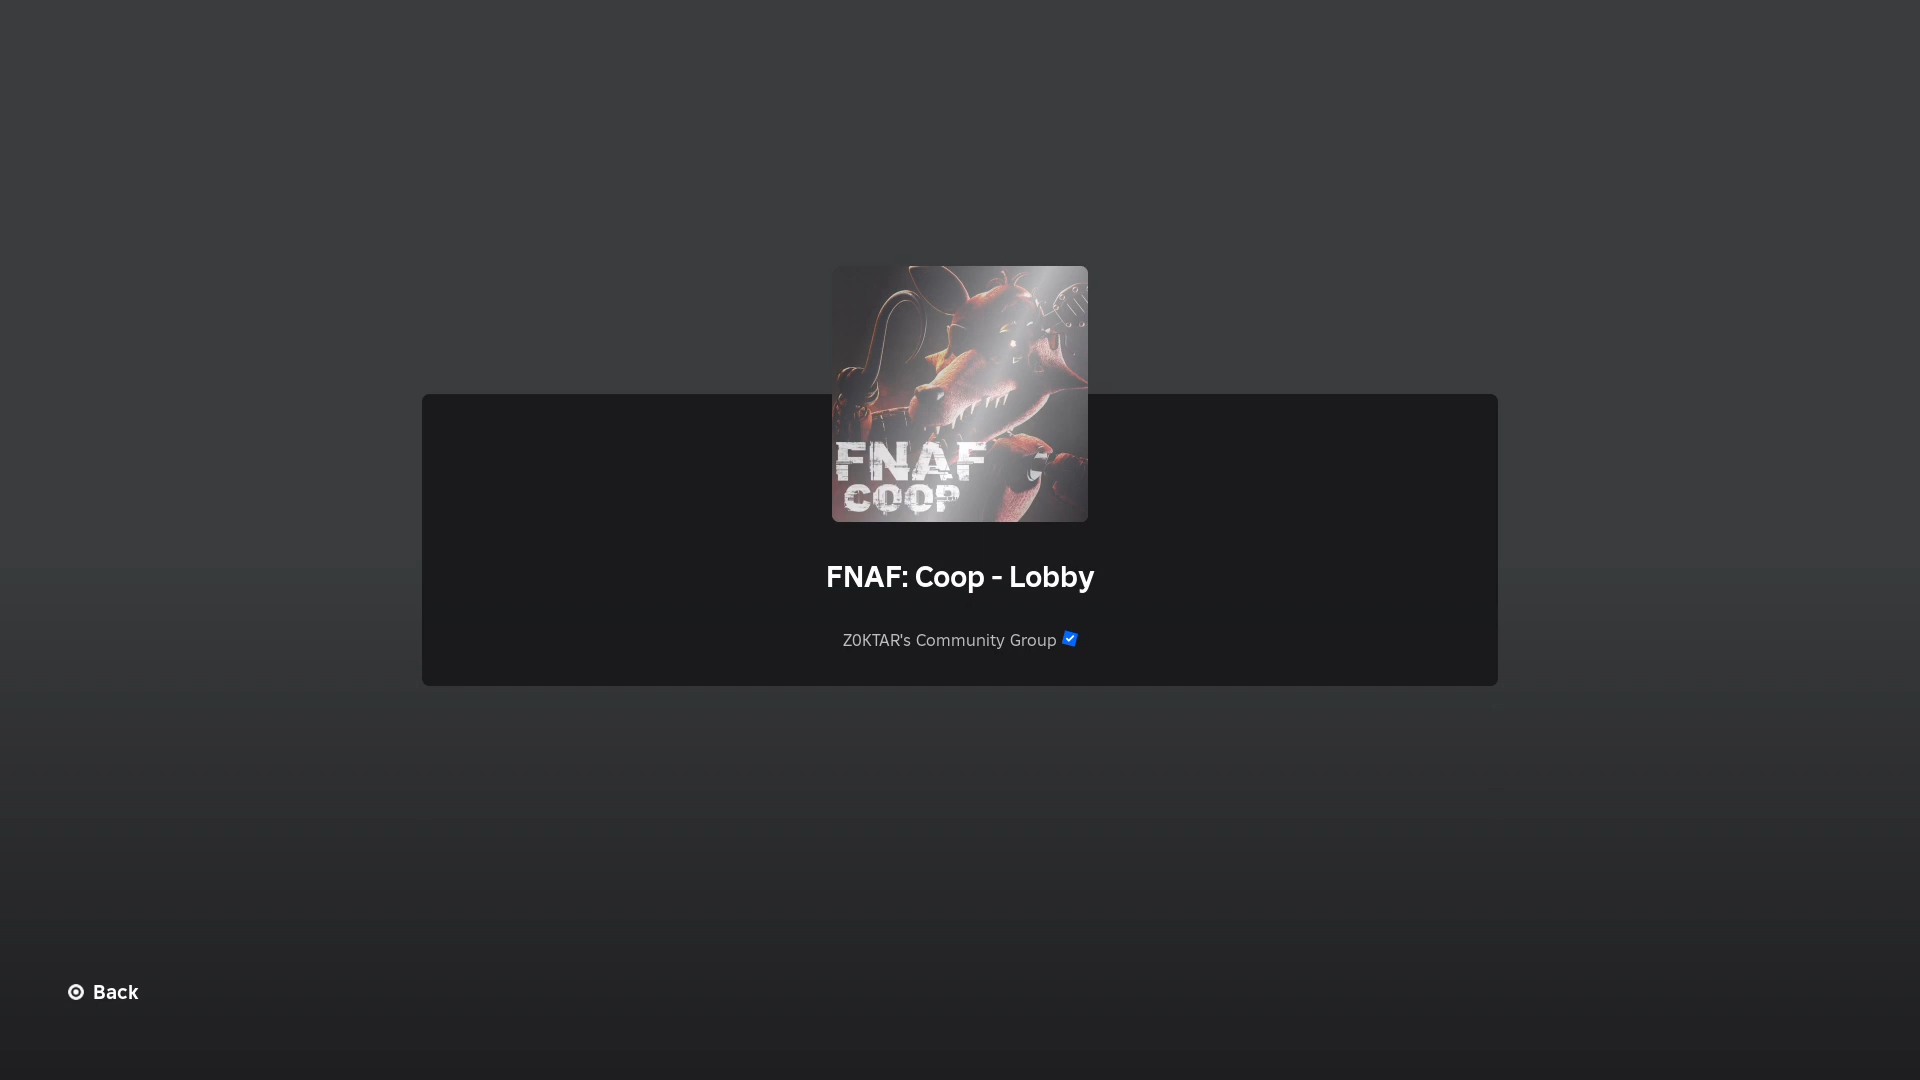 FNAF
COOP
FNAF: Coop - Lobby
Z0KTAR's Community Group
Back